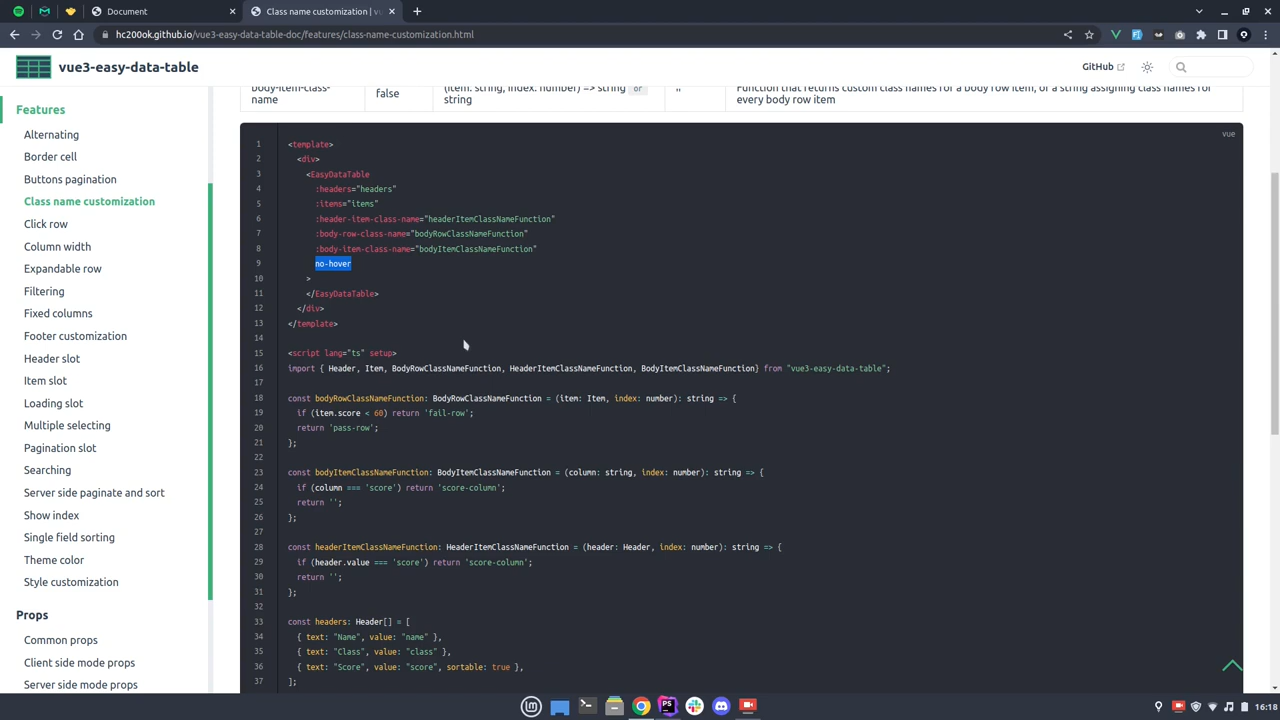 Document
Class name customization | vu
hc200ok.github.io/vue3-easy-data-table-doc/features/class-name-customization.html
vue3-easy-data-table
GitHub
Features
Alternating
Border cell
Buttons pagination
Class name customization
Click row
Column width
Expandable row
Filtering
Fixed columns
Footer customization
Header slot
Item slot
Loading slot
Multiple selecting
Pagination slot
Searching
Server side paginate and sort
Show index
Single field sorting
Theme color
Style customization
Props
Common props
Client side mode props
Server side mode props
body-item-class-name
false
(item: string, index: number) => string or string
''
Function that returns custom class names for a body row item, or a string assigning class names for every body row item
vue
1 <template>
2 <div>
3 <EasyDataTable
4 :headers="headers"
5 :items="items"
6 :header-item-class-name="headerItemClassNameFunction"
7 :body-row-class-name="bodyRowClassNameFunction"
8 :body-item-class-name="bodyItemClassNameFunction"
9 no-hover
10 >
11 </EasyDataTable>
12 </div>
13 </template>
14
15 <script lang="ts" setup>
16 import { Header, Item, BodyRowClassNameFunction, HeaderItemClassNameFunction, BodyItemClassNameFunction} from "vue3-easy-data-table";
17
18 const bodyRowClassNameFunction: BodyRowClassNameFunction = (item: Item, index: number): string => {
19 if (item.score < 60) return 'fail-row';
20 return 'pass-row';
21 };
22
23 const bodyItemClassNameFunction: BodyItemClassNameFunction = (column: string, index: number): string => {
24 if (column === 'score') return 'score-column';
25 return '';
26 };
27
28 const headerItemClassNameFunction: HeaderItemClassNameFunction = (header: Header, index: number): string => {
29 if (header.value === 'score') return 'score-column';
30 return '';
31 };
32
33 const headers: Header[] = [
34 { text: "Name", value: "name" },
35 { text: "Class", value: "class" },
36 { text: "Score", value: "score", sortable: true },
37 ];
16:18